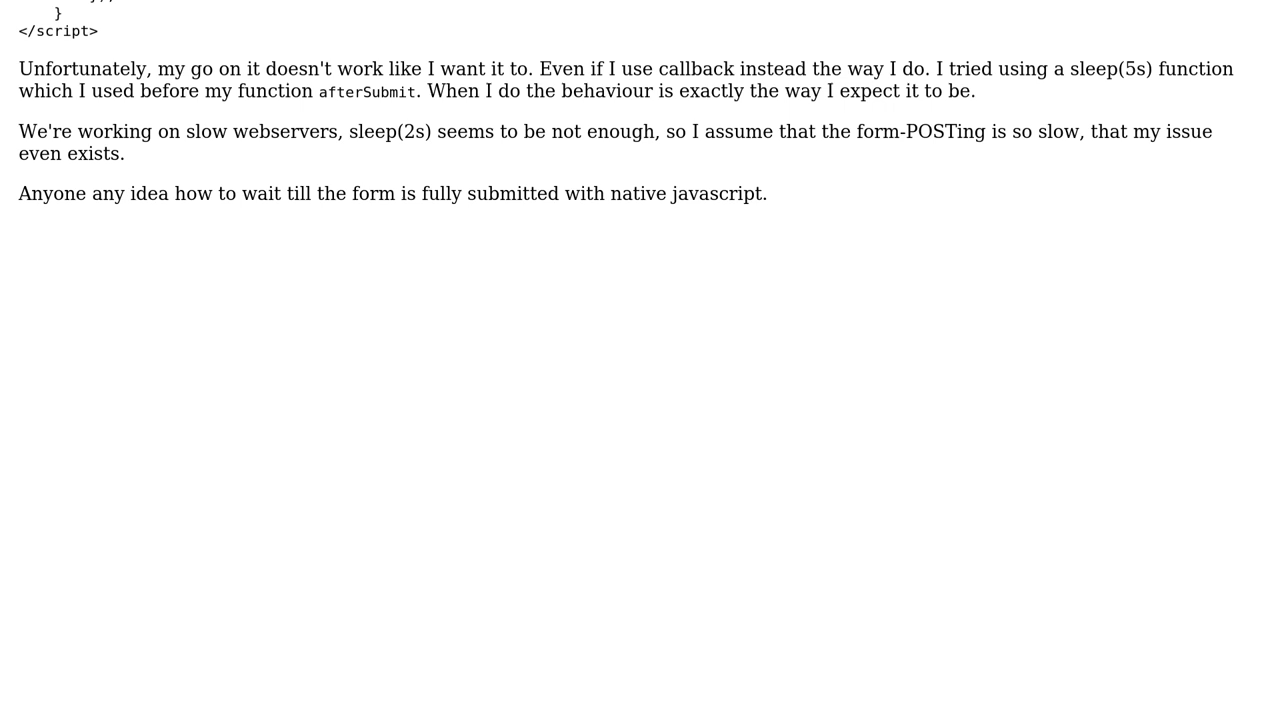 }
</script>
Unfortunately, my go on it doesn't work like I want it to. Even if I use callback instead the way I do. I tried using a sleep(5s) function
which I used before my function afterSubmit. When I do the behaviour is exactly the way I expect it to be.
We're working on slow webservers, sleep(2s) seems to be not enough, so I assume that the form-POSTing is so slow, that my issue
even exists.
Anyone any idea how to wait till the form is fully submitted with native javascript.